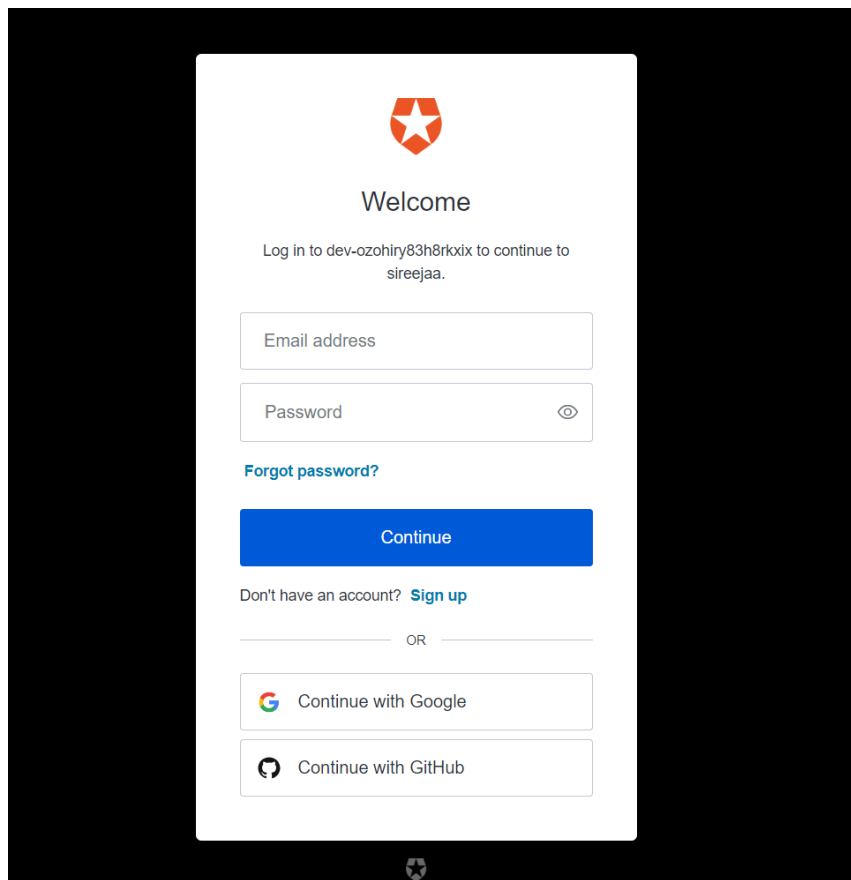 Welcome
Log in to dev-ozohiry83h8rkxix to continue to
sireejaa.
Email address
Password
Forgot password?
Continue
Don't have an account? Sign up
OR
Continue with Google
Continue with GitHub